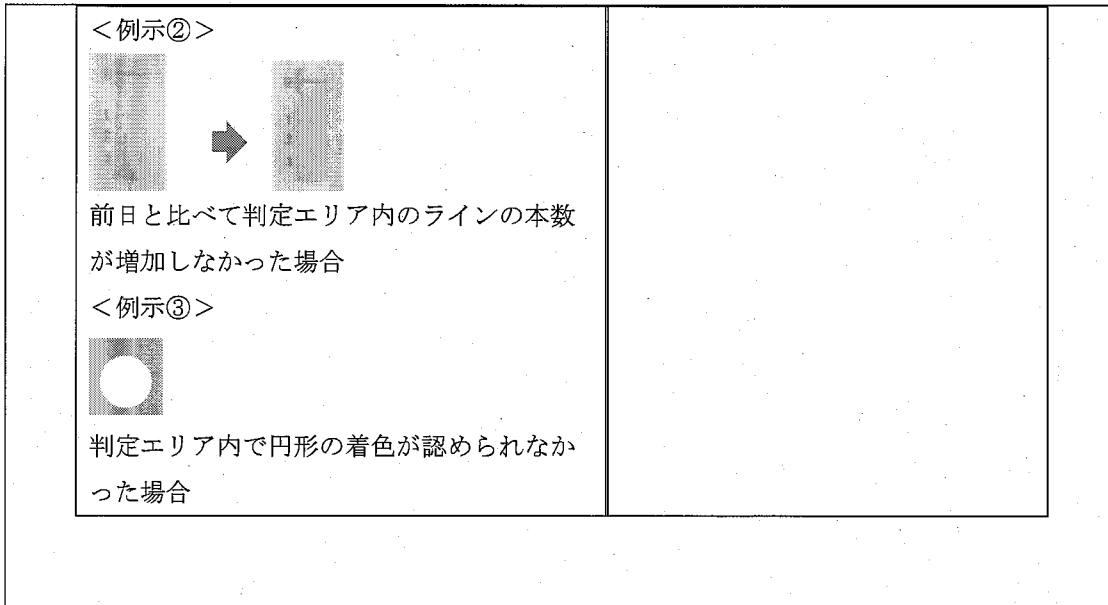 ＜例示②＞
前日と比べて判定エリア内のラインの本数
が増加しなかった場合
＜例示③＞
判定エリア内で円形の着色が認められなか
った場合